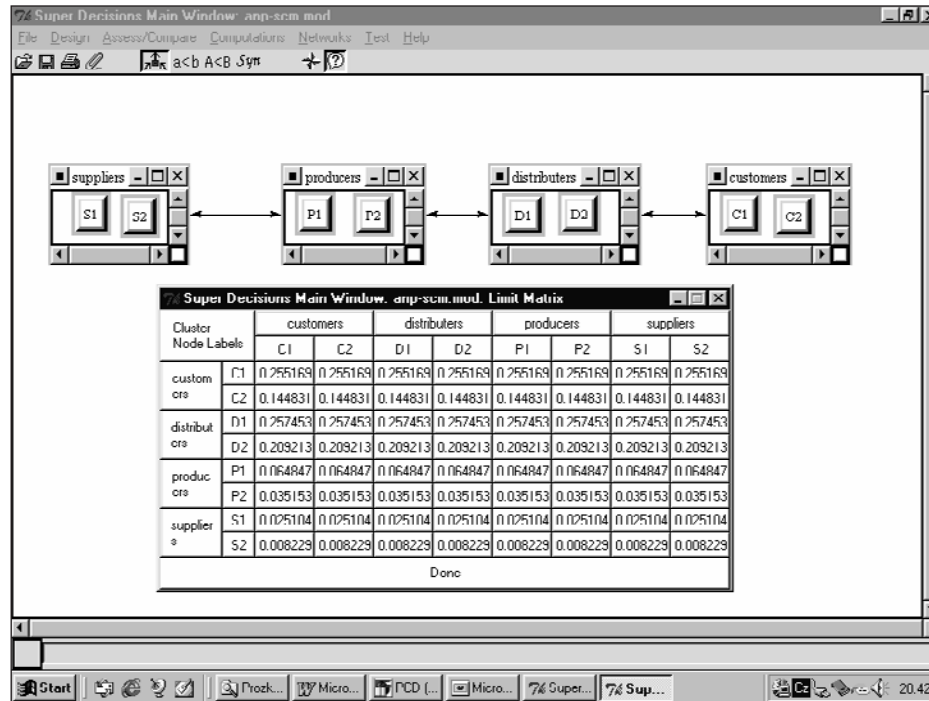 Super Decisions Main Window: anp-scm.mod
File Design Assess/Compare Computations Networks Test Help
a<b A<B Syn
suppliers producers distributers customers
S1 S2 P1 P2 D1 D2 C1 C2
Super Decisions Main Window: anp-scm.mod. Limit Matrix
Cluster Node Labels customers distributers producers suppliers
C1 C2 D1 D2 P1 P2 S1 S2
customers C1 0.255169 0.255169 0.255169 0.255169 0.255169 0.255169 0.255169 0.255169
C2 0.144831 0.144831 0.144831 0.144831 0.144831 0.144831 0.144831 0.144831
distributers D1 0.257453 0.257453 0.257453 0.257453 0.257453 0.257453 0.257453 0.257453
D2 0.209213 0.209213 0.209213 0.209213 0.209213 0.209213 0.209213 0.209213
producers P1 0.064847 0.064847 0.064847 0.064847 0.064847 0.064847 0.064847 0.064847
P2 0.035153 0.035153 0.035153 0.035153 0.035153 0.035153 0.035153 0.035153
suppliers S1 0.025104 0.025104 0.025104 0.025104 0.025104 0.025104 0.025104 0.025104
S2 0.008229 0.008229 0.008229 0.008229 0.008229 0.008229 0.008229 0.008229
Done
Start Prozk... Micro... PCD (... Micro... Super... Sup... Cz 20.42